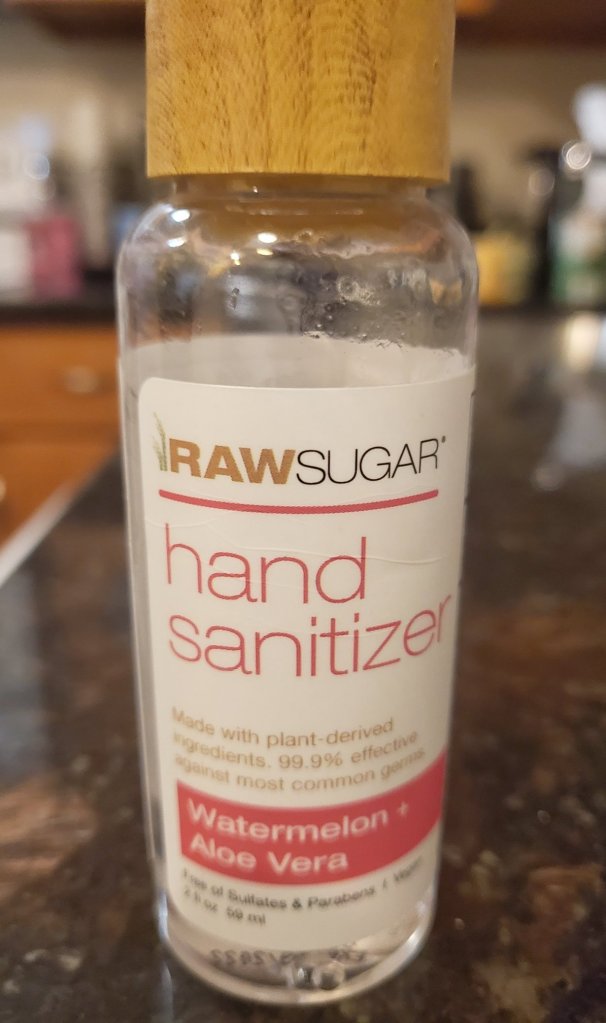 RAWSUGAR
hand
sanitizer
Made with plant-derived
ingredients. 99.9% effective
against most common germs.
Watermelon +
Aloe Vera
Free of Sulfates & Parabens. | Vegan
2 fl oz 59 ml